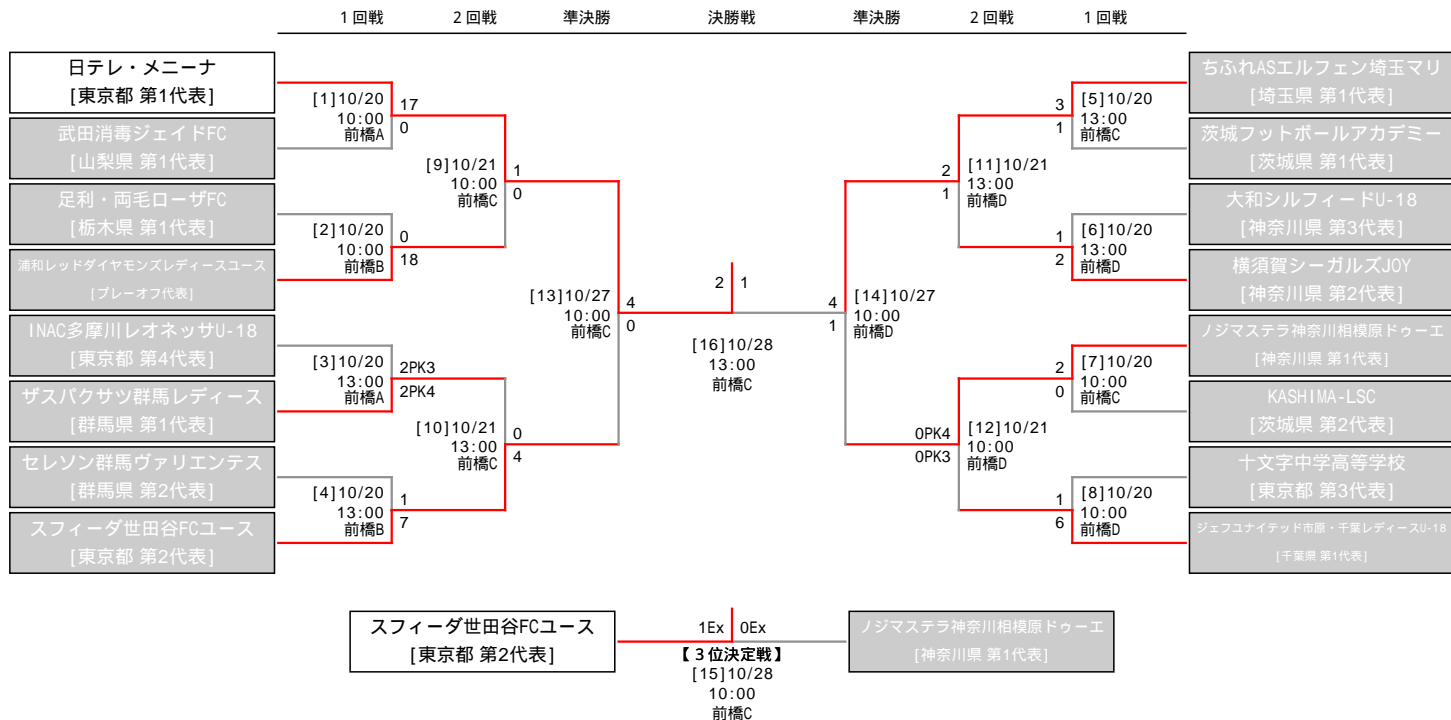 1回戦 2回戦 準決勝 決勝戦 準決勝 2回戦 1回戦
日テレ・メニーナ
[東京都 第1代表]
武田消毒ジェイドFC
[山梨県 第1代表]
足利・両毛ローザFC
[栃木県 第1代表]
浦和レッドダイヤモンズレディースユース
[プレーオフ代表]
INAC多摩川レオネッサU-18
[東京都 第4代表]
ザスパクサツ群馬レディース
[群馬県 第1代表]
セレソン群馬ヴァリエンテス
[群馬県 第2代表]
スフィーダ世田谷FCユース
[東京都 第2代表]
[1]10/20
10:00
前橋A
17
0
[2]10/20
10:00
前橋B
0
18
[3]10/20
13:00
前橋A
2PK3
2PK4
[4]10/20
13:00
前橋B
1
7
[9]10/21
10:00
前橋C
1
0
[10]10/21
13:00
前橋C
0
4
[13]10/27
10:00
前橋C
4
0
2 1
[16]10/28
13:00
前橋C
4
1
[14]10/27
10:00
前橋D
2
1
[11]10/21
13:00
前橋D
0PK4
0PK3
[12]10/21
10:00
前橋D
3
1
[5]10/20
13:00
前橋C
1
2
[6]10/20
13:00
前橋D
2
0
[7]10/20
10:00
前橋C
1
6
[8]10/20
10:00
前橋D
ちふれASエルフェン埼玉マリ
[埼玉県 第1代表]
茨城フットボールアカデミー
[茨城県 第1代表]
大和シルフィードU-18
[神奈川県 第3代表]
横須賀シーガルズJOY
[神奈川県 第2代表]
ノジマステラ神奈川相模原ドゥーエ
[神奈川県 第1代表]
KASHIMA-LSC
[茨城県 第2代表]
十文字中学高等学校
[東京都 第3代表]
ジェフユナイテッド市原・千葉レディースU-18
[千葉県 第1代表]
スフィーダ世田谷FCユース
[東京都 第2代表]
1Ex 0Ex
【3位決定戦】
[15]10/28
10:00
前橋C
ノジマステラ神奈川相模原ドゥーエ
[神奈川県 第1代表]